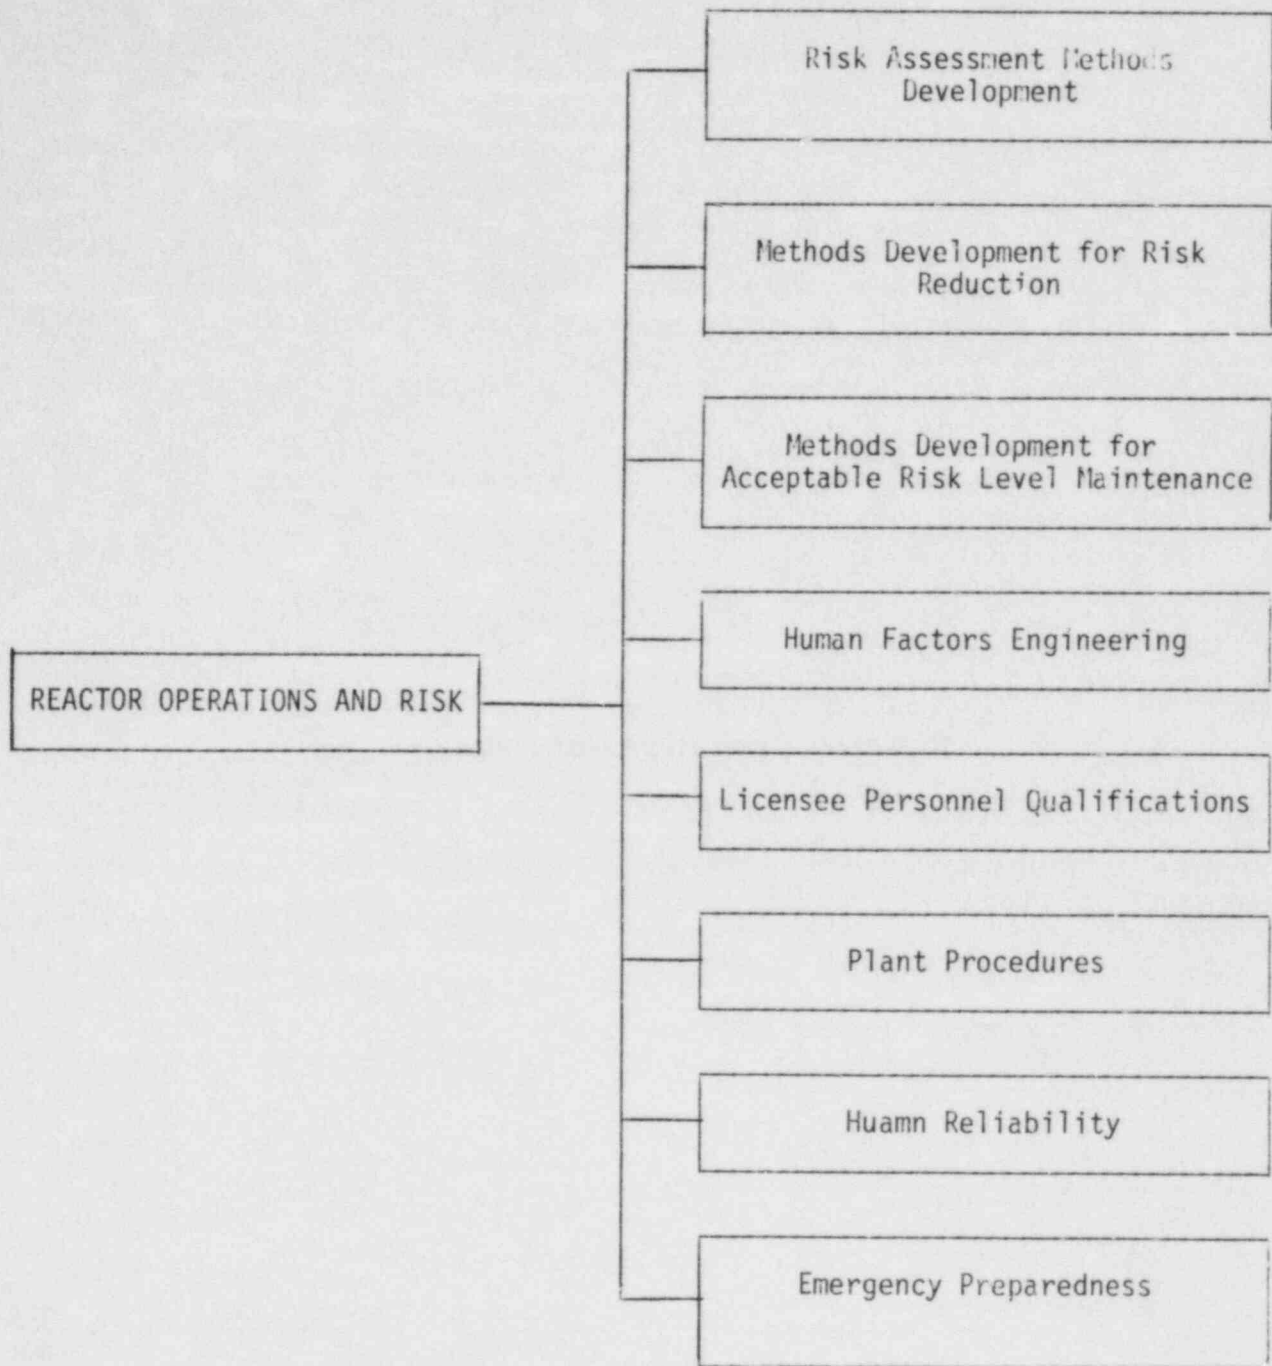 Risk Assessment Methods
Development
Methods Development for Risk
Reduction
Methods Development for
Acceptable Risk Level Maintenance
Human Factors Engineering
REACTOR OPERATIONS AND RISK
Licensee Personnel Qualifications
Plant Procedures
Huamn Reliability
Emergency Preparedness